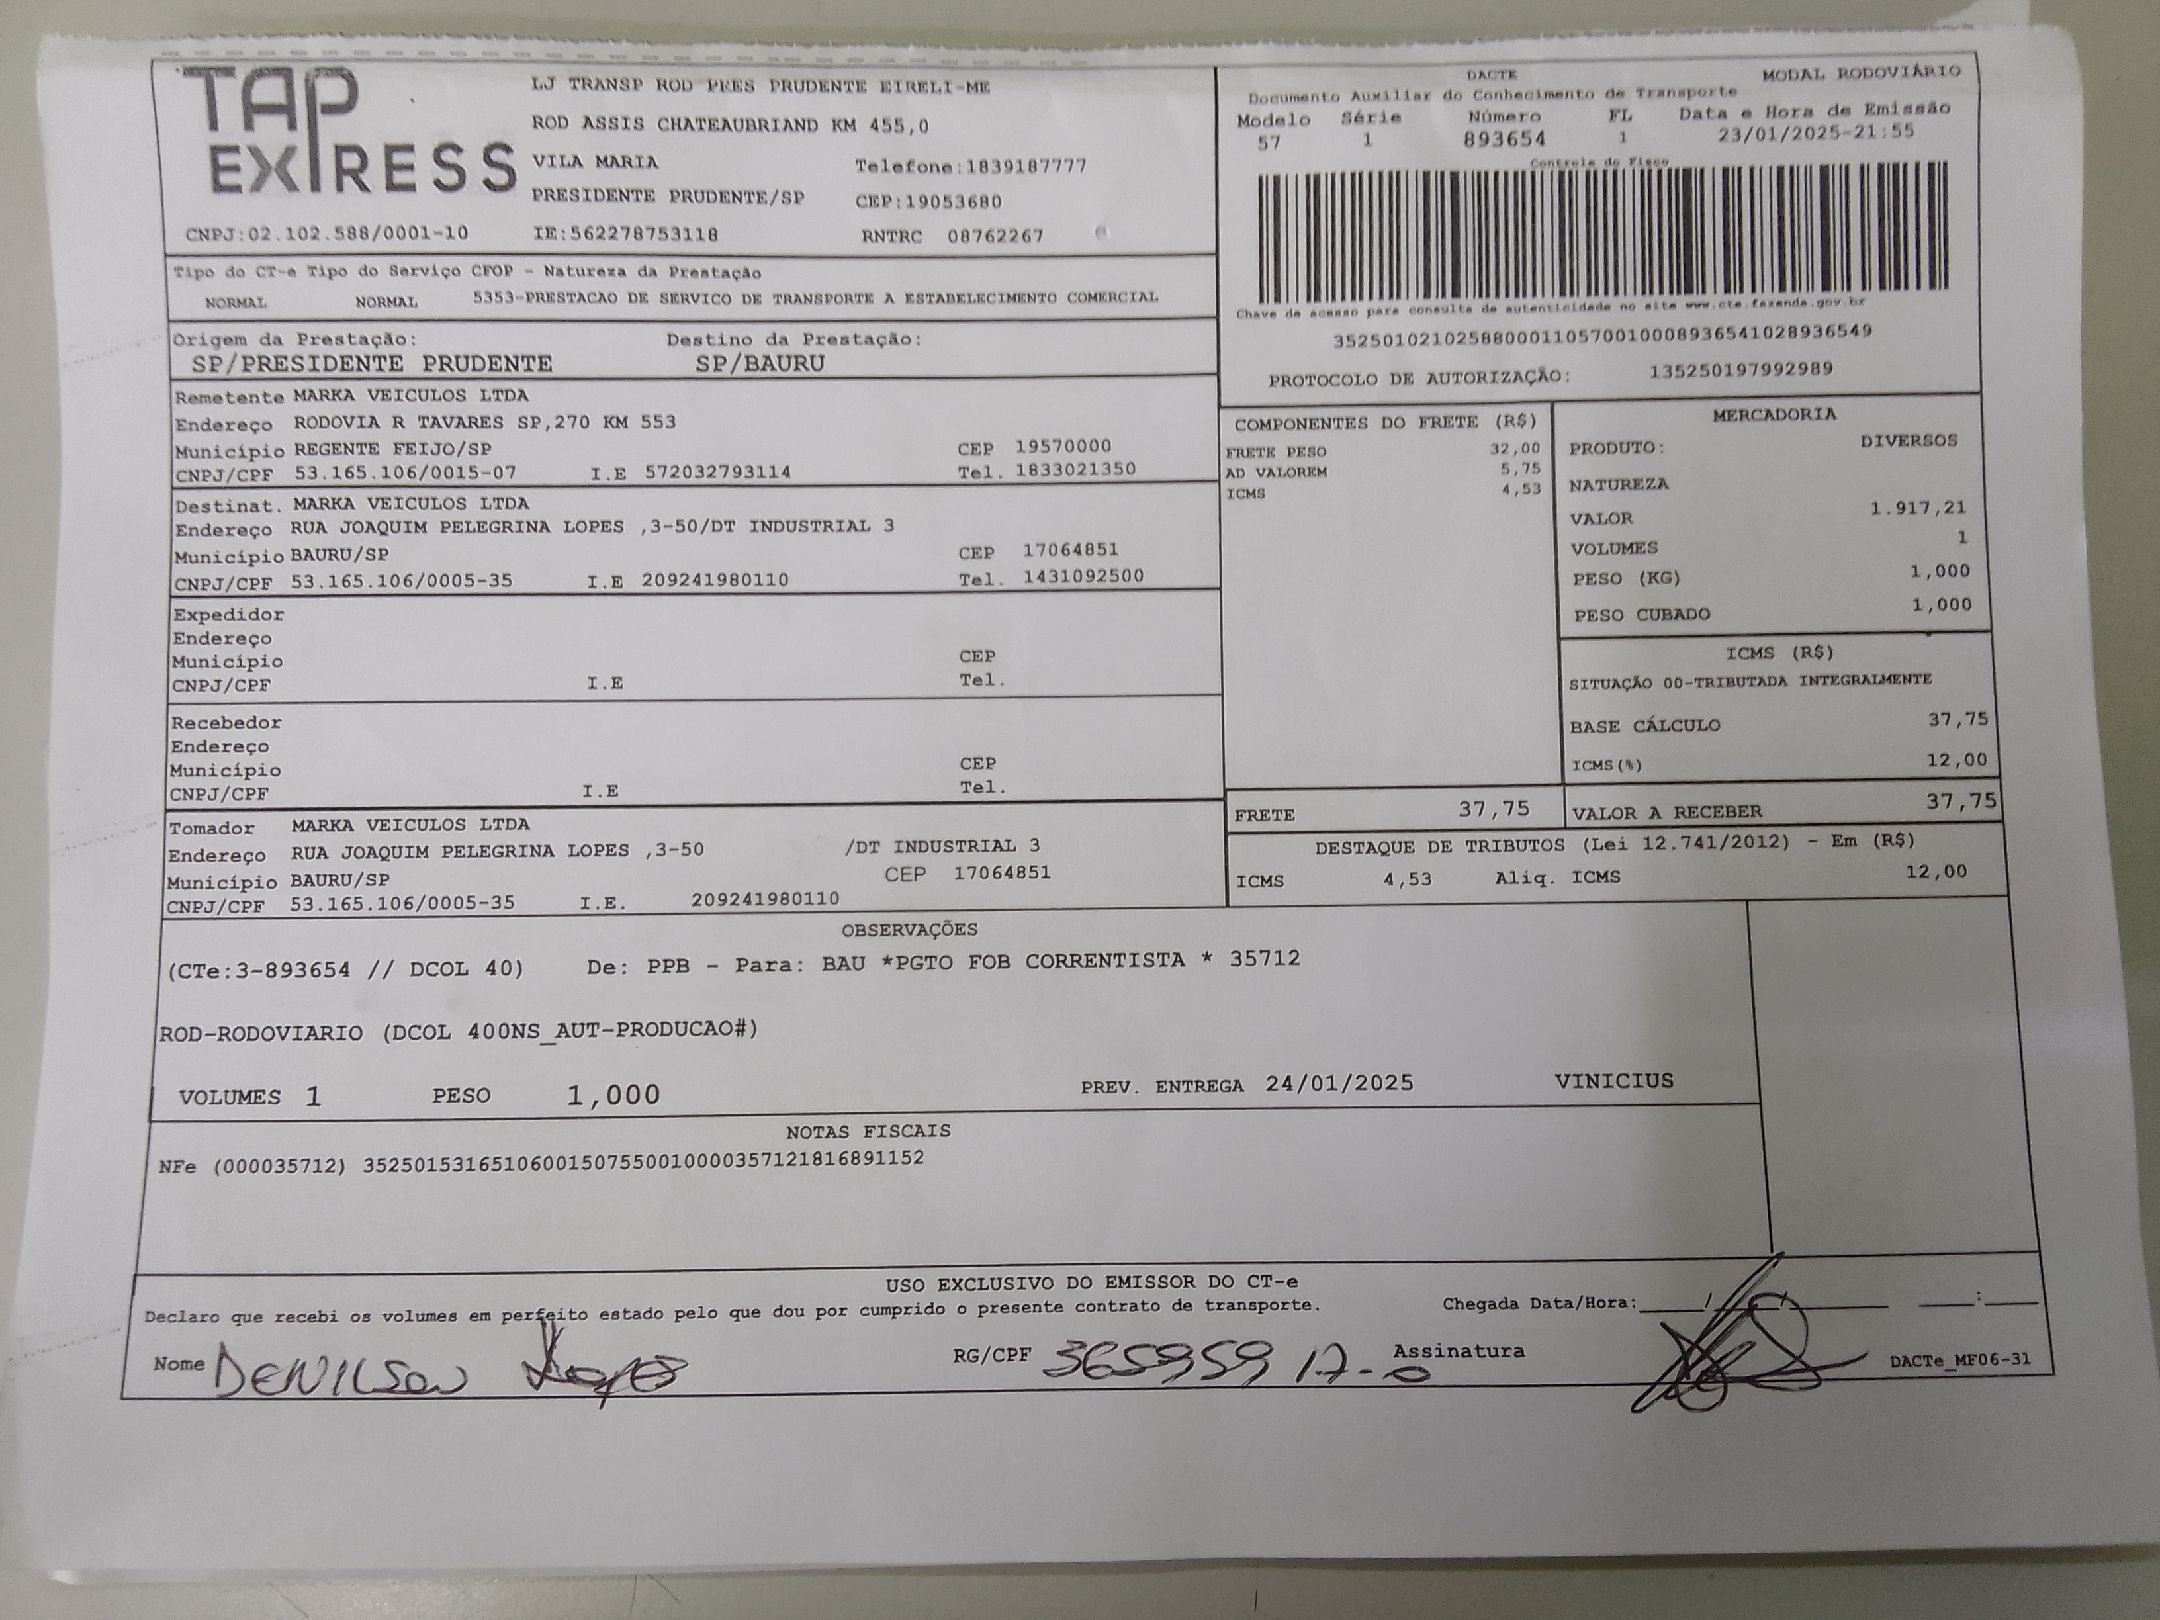 TAP EXPRESS
LJ TRANSP ROD PRES PRUDENTE EIRELI-ME
ROD ASSIS CHATEAUBRIAND KM 455,0
VILA MARIA Telefone:1839187777
PRESIDENTE PRUDENTE/SP CEP:19053680
CNPJ:02.102.588/0001-10 IE:562278753118 RNTRC 08762267
DACTE MODAL RODOVIÁRIO
Documento Auxiliar do Conhecimento de Transporte
Modelo Série Número FL Data e Hora de Emissão
57 1 893654 1 23/01/2025-21:55
Controle do Fisco
Chave de acesso para consulta de autenticidade no site www.cte.fazenda.gov.br
35250102102588000110570010008936541028936549
PROTOCOLO DE AUTORIZAÇÃO: 135250197992989
Tipo do CT-e Tipo do Serviço CFOP - Natureza da Prestação
NORMAL NORMAL 5353-PRESTACAO DE SERVICO DE TRANSPORTE A ESTABELECIMENTO COMERCIAL
Origem da Prestação: Destino da Prestação:
SP/PRESIDENTE PRUDENTE SP/BAURU
Remetente MARKA VEICULOS LTDA
Endereço RODOVIA R TAVARES SP,270 KM 553
Município REGENTE FEIJO/SP CEP 19570000
CNPJ/CPF 53.165.106/0015-07 I.E 572032793114 Tel. 1833021350
Destinat. MARKA VEICULOS LTDA
Endereço RUA JOAQUIM PELEGRINA LOPES ,3-50/DT INDUSTRIAL 3
Município BAURU/SP CEP 17064851
CNPJ/CPF 53.165.106/0005-35 I.E 209241980110 Tel. 1431092500
Expedidor
Endereço
Município CEP
CNPJ/CPF I.E Tel.
Recebedor
Endereço
Município CEP
CNPJ/CPF I.E Tel.
Tomador MARKA VEICULOS LTDA
Endereço RUA JOAQUIM PELEGRINA LOPES ,3-50 /DT INDUSTRIAL 3
Município BAURU/SP CEP 17064851
CNPJ/CPF 53.165.106/0005-35 I.E. 209241980110
COMPONENTES DO FRETE (R$)
FRETE PESO 32,00
AD VALOREM 5,75
ICMS 4,53
MERCADORIA
PRODUTO: DIVERSOS
NATUREZA
VALOR 1.917,21
VOLUMES 1
PESO (KG) 1,000
PESO CUBADO 1,000
ICMS (R$)
SITUAÇÃO 00-TRIBUTADA INTEGRALMENTE
BASE CÁLCULO 37,75
ICMS(%) 12,00
FRETE 37,75 VALOR A RECEBER 37,75
DESTAQUE DE TRIBUTOS (Lei 12.741/2012) - Em (R$)
ICMS 4,53 Aliq. ICMS 12,00
OBSERVAÇÕES
(CTe:3-893654 // DCOL 40) De: PPB - Para: BAU *PGTO FOB CORRENTISTA * 35712
ROD-RODOVIARIO (DCOL 400NS_AUT-PRODUCAO#)
VOLUMES 1 PESO 1,000 PREV. ENTREGA 24/01/2025 VINICIUS
NOTAS FISCAIS
NFe (000035712) 35250153165106001507550010000357121816891152
USO EXCLUSIVO DO EMISSOR DO CT-e
Declaro que recebi os volumes em perfeito estado pelo que dou por cumprido o presente contrato de transporte. Chegada Data/Hora:____/____/______ ___:___
Nome DENILSON Lopes RG/CPF 36595917-0 Assinatura DACTe_MF06-31